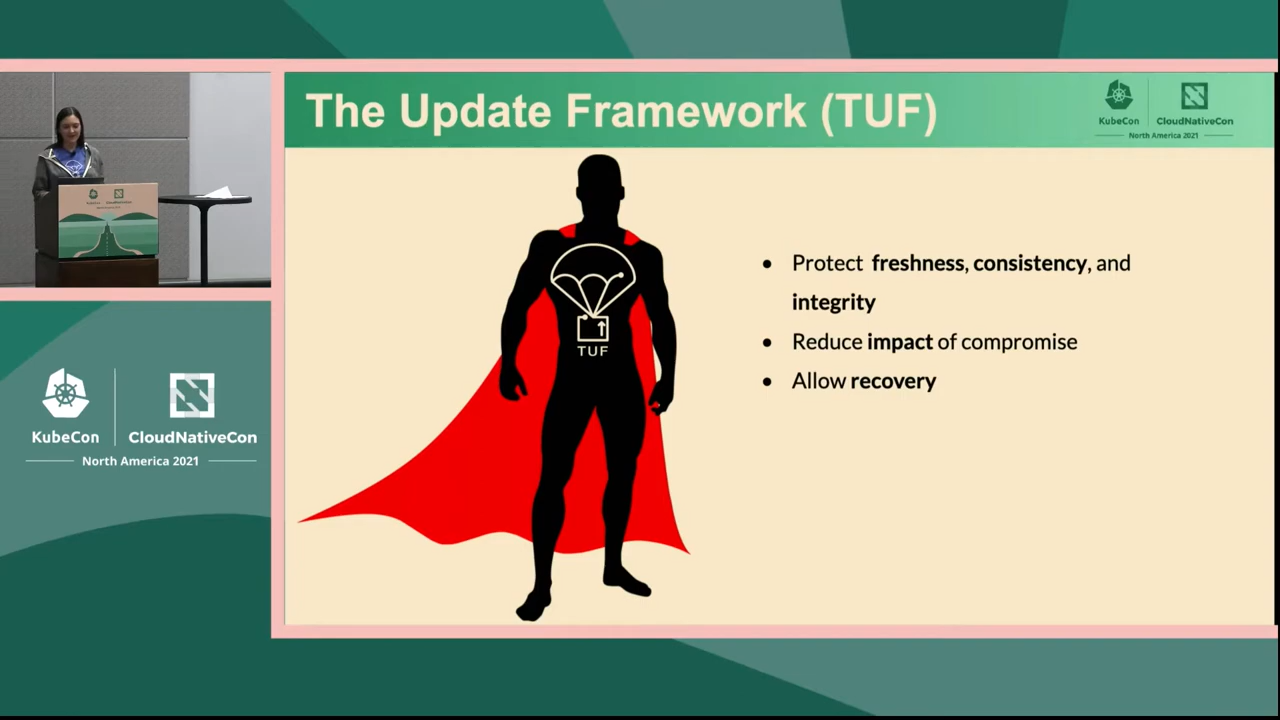 The Update Framework (TUF)
KubeCon
CloudNativeCon
North America 2021
TUF
Protect freshness, consistency, and
integrity
Reduce impact of compromise
Allow recovery
KubeCon
CloudNativeCon
North America 2021